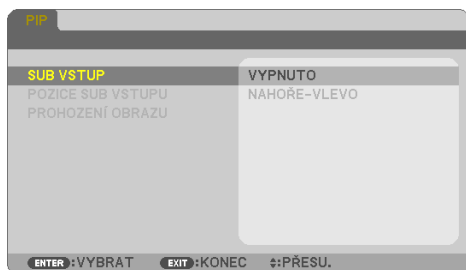 PIP
SUB VSTUP VYPNUTO
POZICE SUB VSTUPU NAHOŘE-VLEVO
PROHOZENÍ OBRAZU
ENTER :VYBRAT EXIT :KONEC :PŘESU.